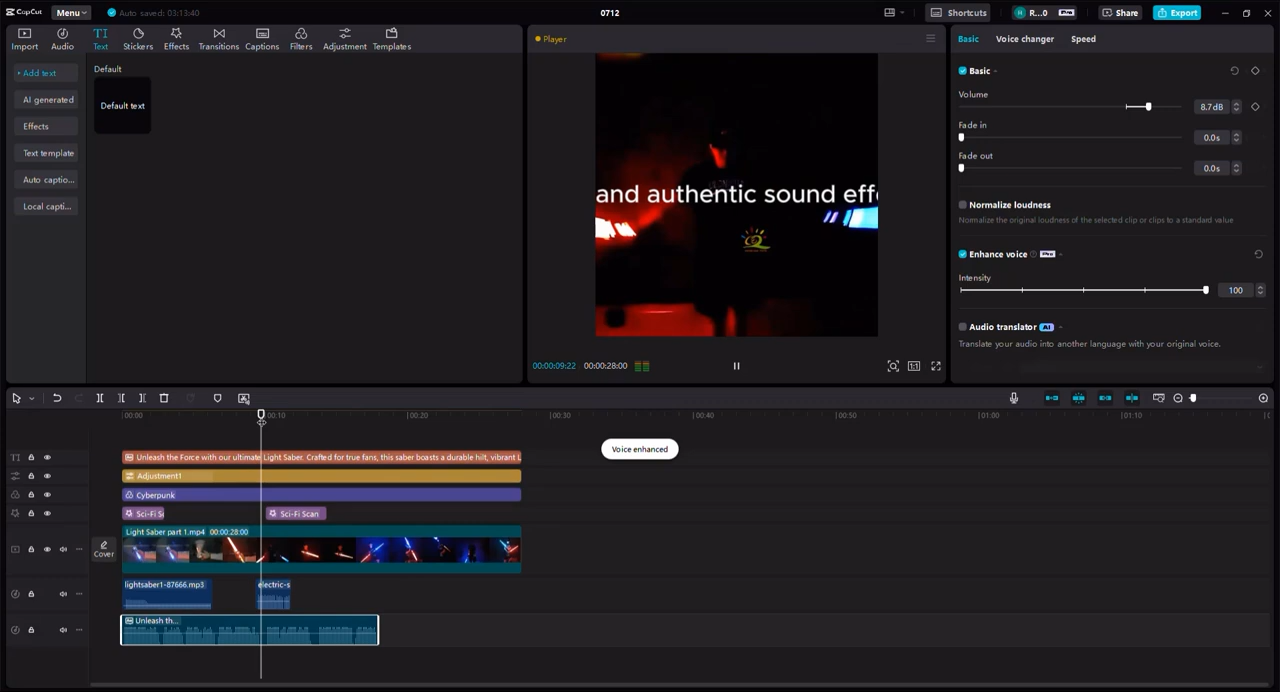 CapCut
Menu
Auto saved: 03:13:40
0712
Shortcuts
H R...0 Pro
Share
Export
Import
Audio
TI
Text
Stickers
Effects
Transitions
Captions
Filters
Adjustment
Templates
Add text
AI generated
Effects
Text template
Auto captio...
Local capti...
Default
Default text
Player
and authentic sound eff
00:00:09:22
00:00:28:00
1:1
Basic
Voice changer
Speed
Basic
Volume
8.7dB
Fade in
0.0s
Fade out
0.0s
Normalize loudness
Normalize the original loudness of the selected clip or clips to a standard value
Enhance voice Pro
Intensity
100
Audio translator AI
Translate your audio into another language with your original voice.
00:00
00:10
00:20
00:30
00:40
00:50
01:00
01:10
Voice enhanced
TI
Unleash the Force with our ultimate Light Saber. Crafted for true fans, this saber boasts a durable hilt, vibrant L
Adjustment1
Cyberpunk
Sci-Fi S
Sci-Fi Scan
Cover
Light Saber part 1.mp4 00:00:28:00
lightsaber1-87666.mp3
electric-s
Unleash th...